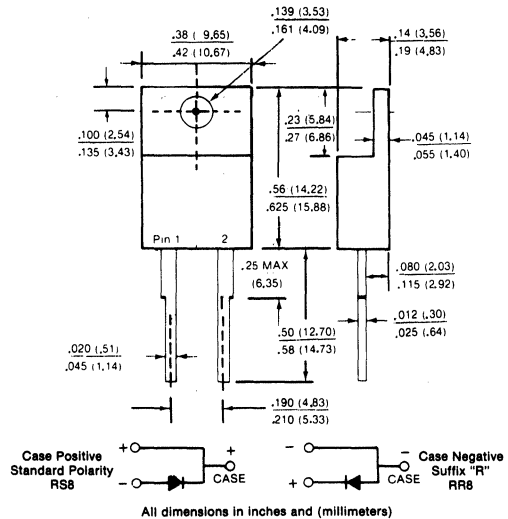 .38 ( 9,65)
.42 (10,67)
.139 (3,53)
.161 (4.09)
.14 (3,56)
.19 (4,83)
.100 (2,54)
.135 (3,43)
.23 (5.84)
.27 (6,86)
.045 (1,14)
.055 (1,40)
.56 (14,22)
.625 (15,88)
Pin 1 2
.25 MAX
(6,35)
.080 (2,03)
.115 (2,92)
.012 (.30)
.025 (.64)
.50 (12,70)
.58 (14,73)
.020 (,51)
.045 (1,14)
.190 (4,83)
.210 (5.33)
Case Positive
Standard Polarity
RS8
+ +
− CASE
− −
+ CASE
Case Negative
Suffix "R"
RR8
All dimensions in inches and (millimeters)